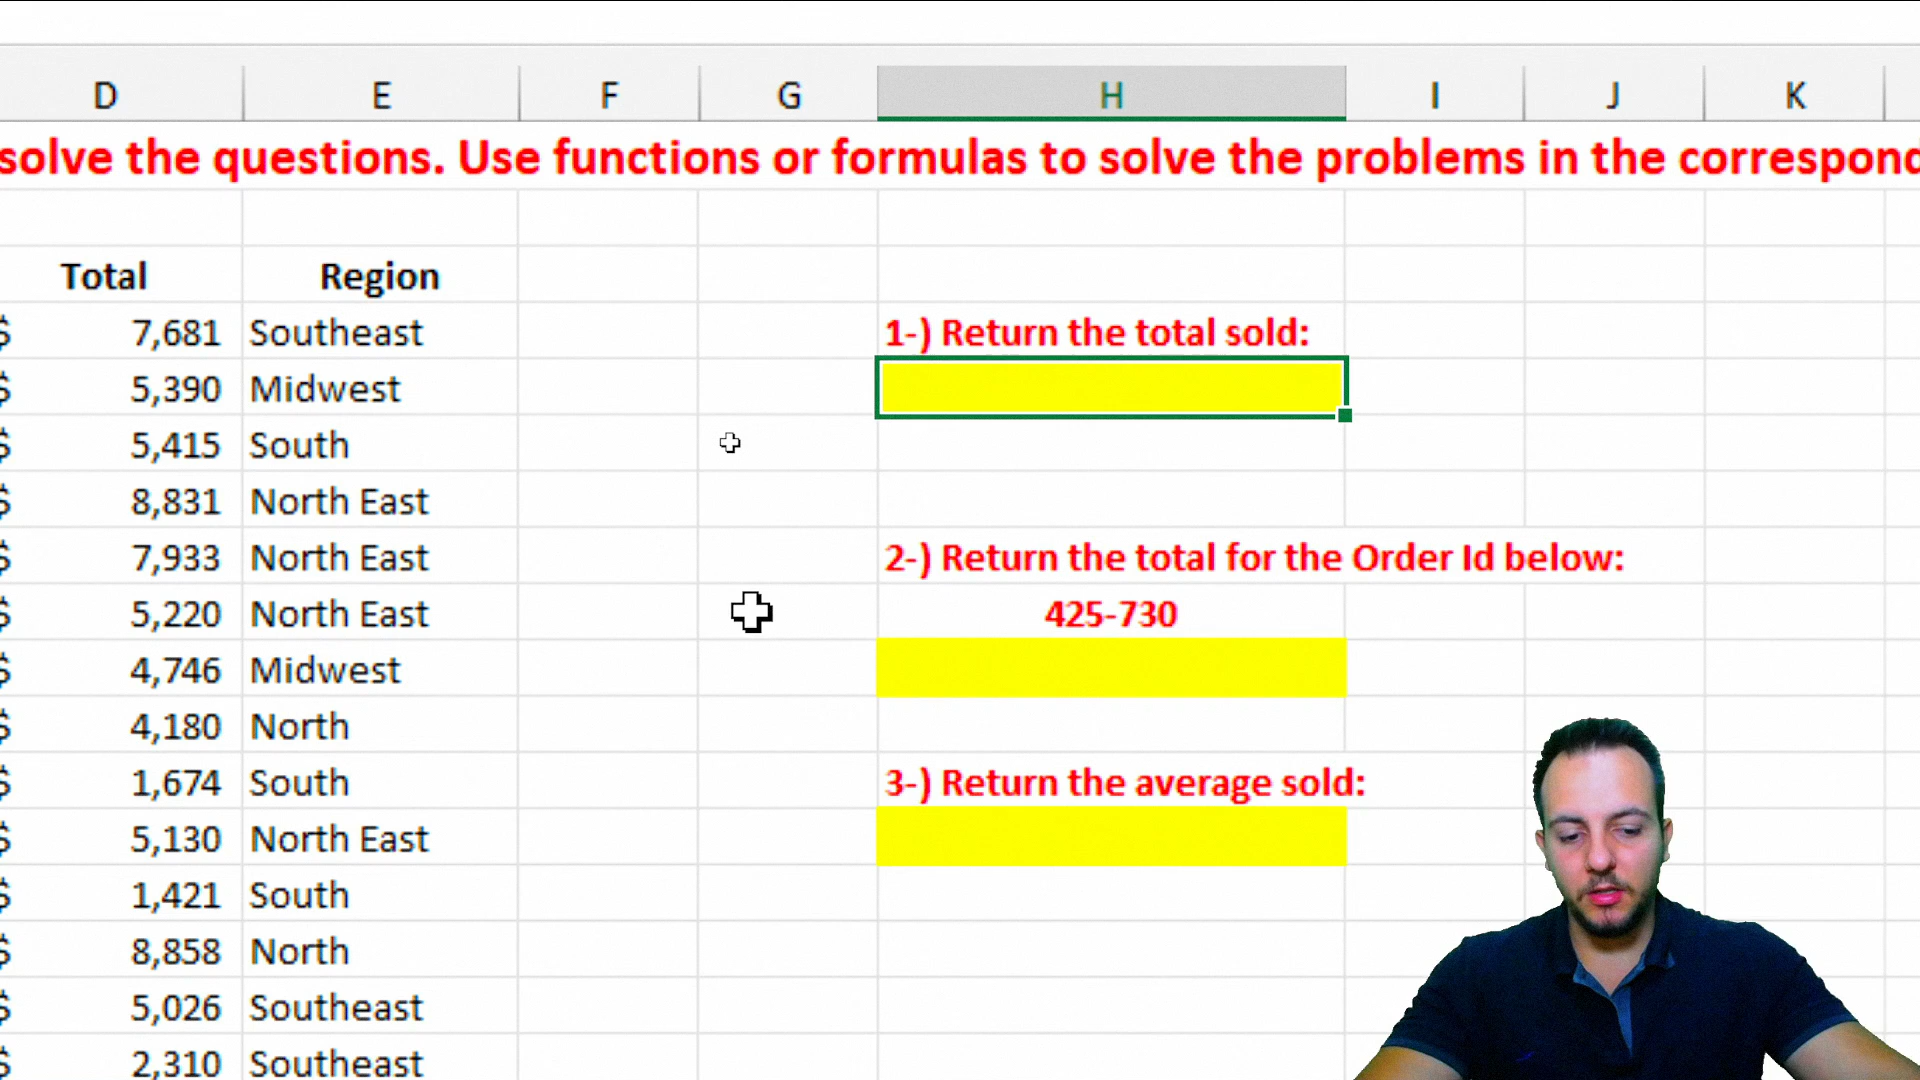 D E F G H I J K
solve the questions. Use functions or formulas to solve the problems in the correspond
Total Region
$ 7,681 Southeast 1-) Return the total sold:
$ 5,390 Midwest
$ 5,415 South
$ 8,831 North East
$ 7,933 North East 2-) Return the total for the Order Id below:
$ 5,220 North East 425-730
$ 4,746 Midwest
$ 4,180 North
$ 1,674 South 3-) Return the average sold:
$ 5,130 North East
$ 1,421 South
$ 8,858 North
$ 5,026 Southeast
$ 2,310 Southeast